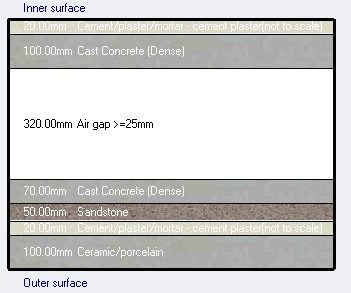 Inner surface
20.00mm Cement/plaster/mortar - cement plaster(not to scale)
100.00mm Cast Concrete (Dense)
320.00mm Air gap >=25mm
70.00mm Cast Concrete (Dense)
50.00mm Sandstone
20.00mm Cement/plaster/mortar - cement plaster(not to scale)
100.00mm Ceramic/porcelain
Outer surface